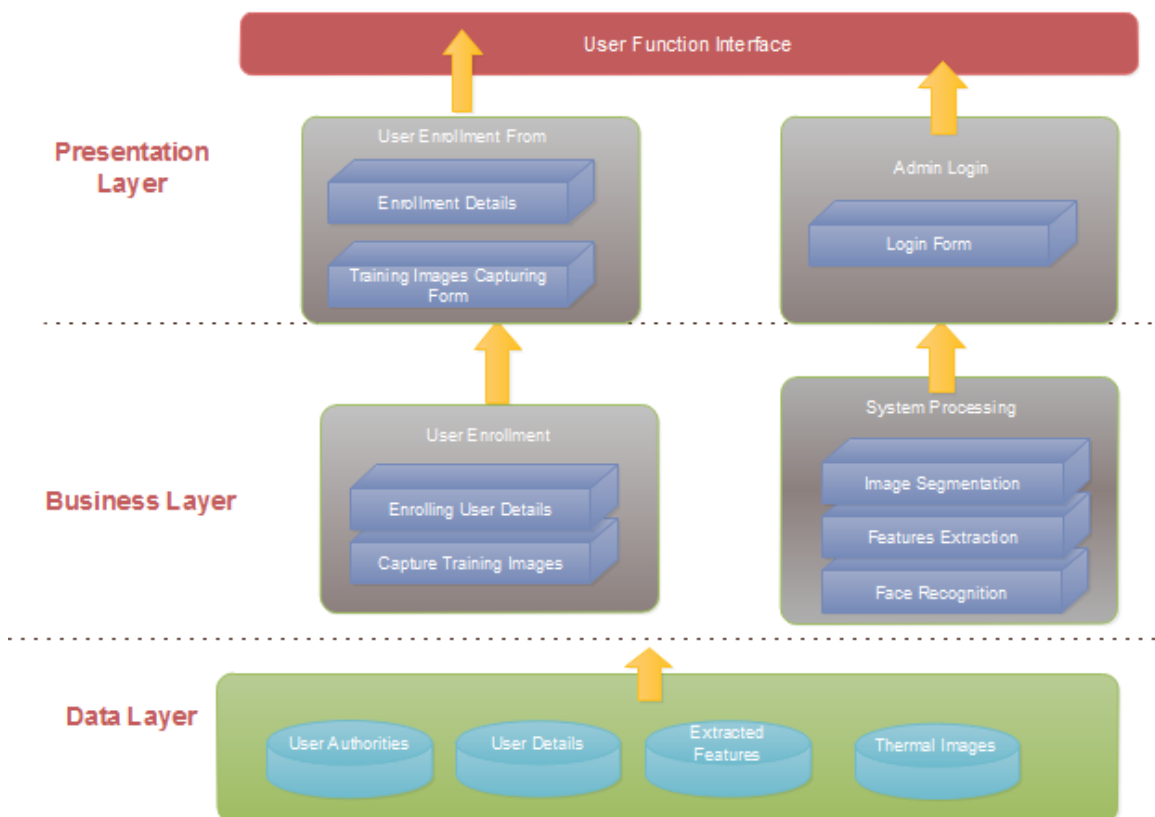 User Function Interface
Presentation
Layer
User Enrollment From
Enrollment Details
Training Images Capturing
Form
Admin Login
Login Form
Business Layer
User Enrollment
Enrolling User Details
Capture Training Images
System Processing
Image Segmentation
Features Extraction
Face Recognition
Data Layer
User Authorities
User Details
Extracted
Features
Thermal Images